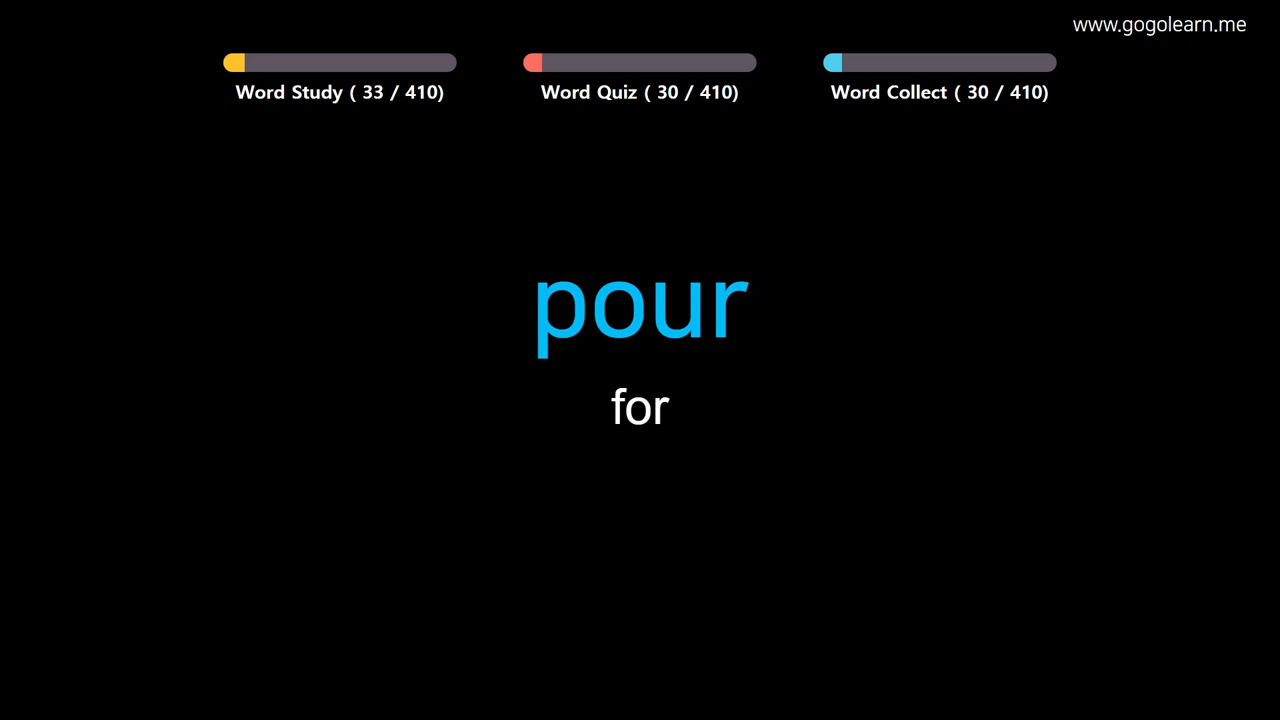 www.gogolearn.me
Word Study ( 33 / 410)
Word Quiz ( 30 / 410)
Word Collect ( 30 / 410)
pour
for